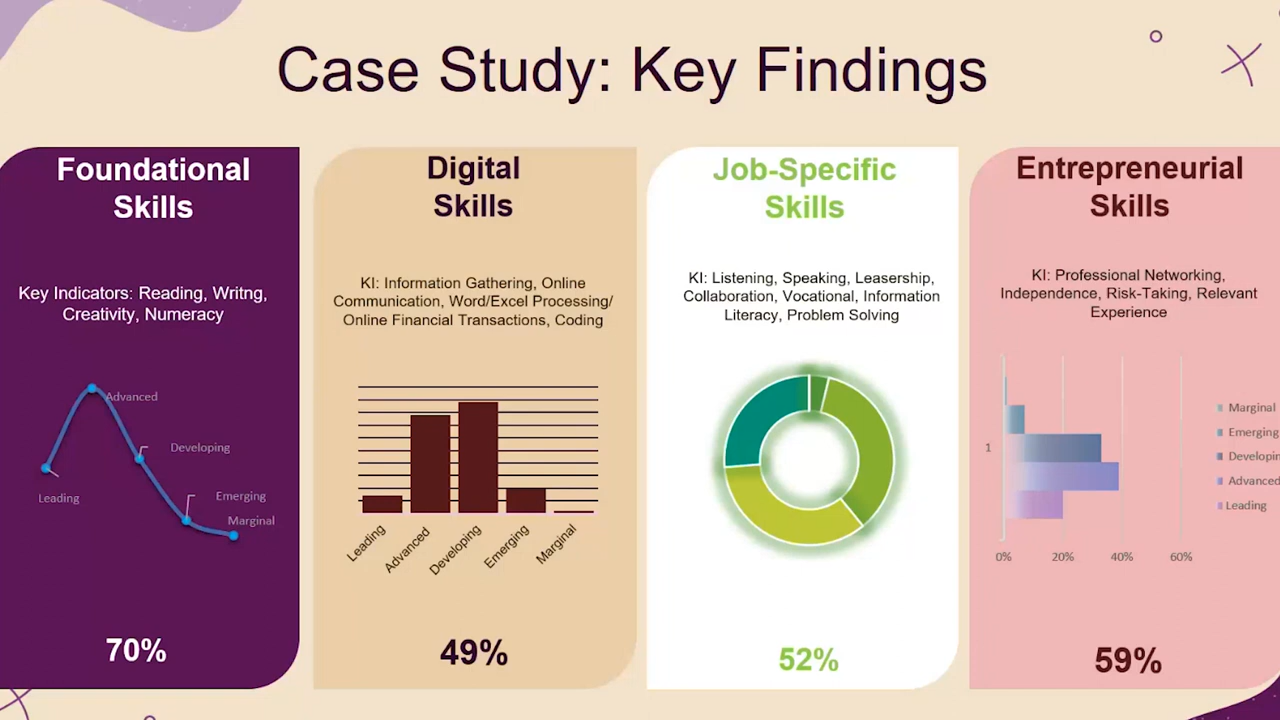 Case Study: Key Findings
Foundational
Skills
Key Indicators: Reading, Writng,
Creativity, Numeracy
Advanced
Developing
Leading
Emerging
Marginal
70%
Digital
Skills
KI: Information Gathering, Online
Communication, Word/Excel Processing/
Online Financial Transactions, Coding
Leading
Advanced
Developing
Emerging
Marginal
49%
Job-Specific
Skills
KI: Listening, Speaking, Leasership,
Collaboration, Vocational, Information
Literacy, Problem Solving
52%
Entrepreneurial
Skills
KI: Professional Networking,
Independence, Risk-Taking, Relevant
Experience
1
0% 20% 40% 60%
Marginal
Emerging
Developin
Advanced
Leading
59%